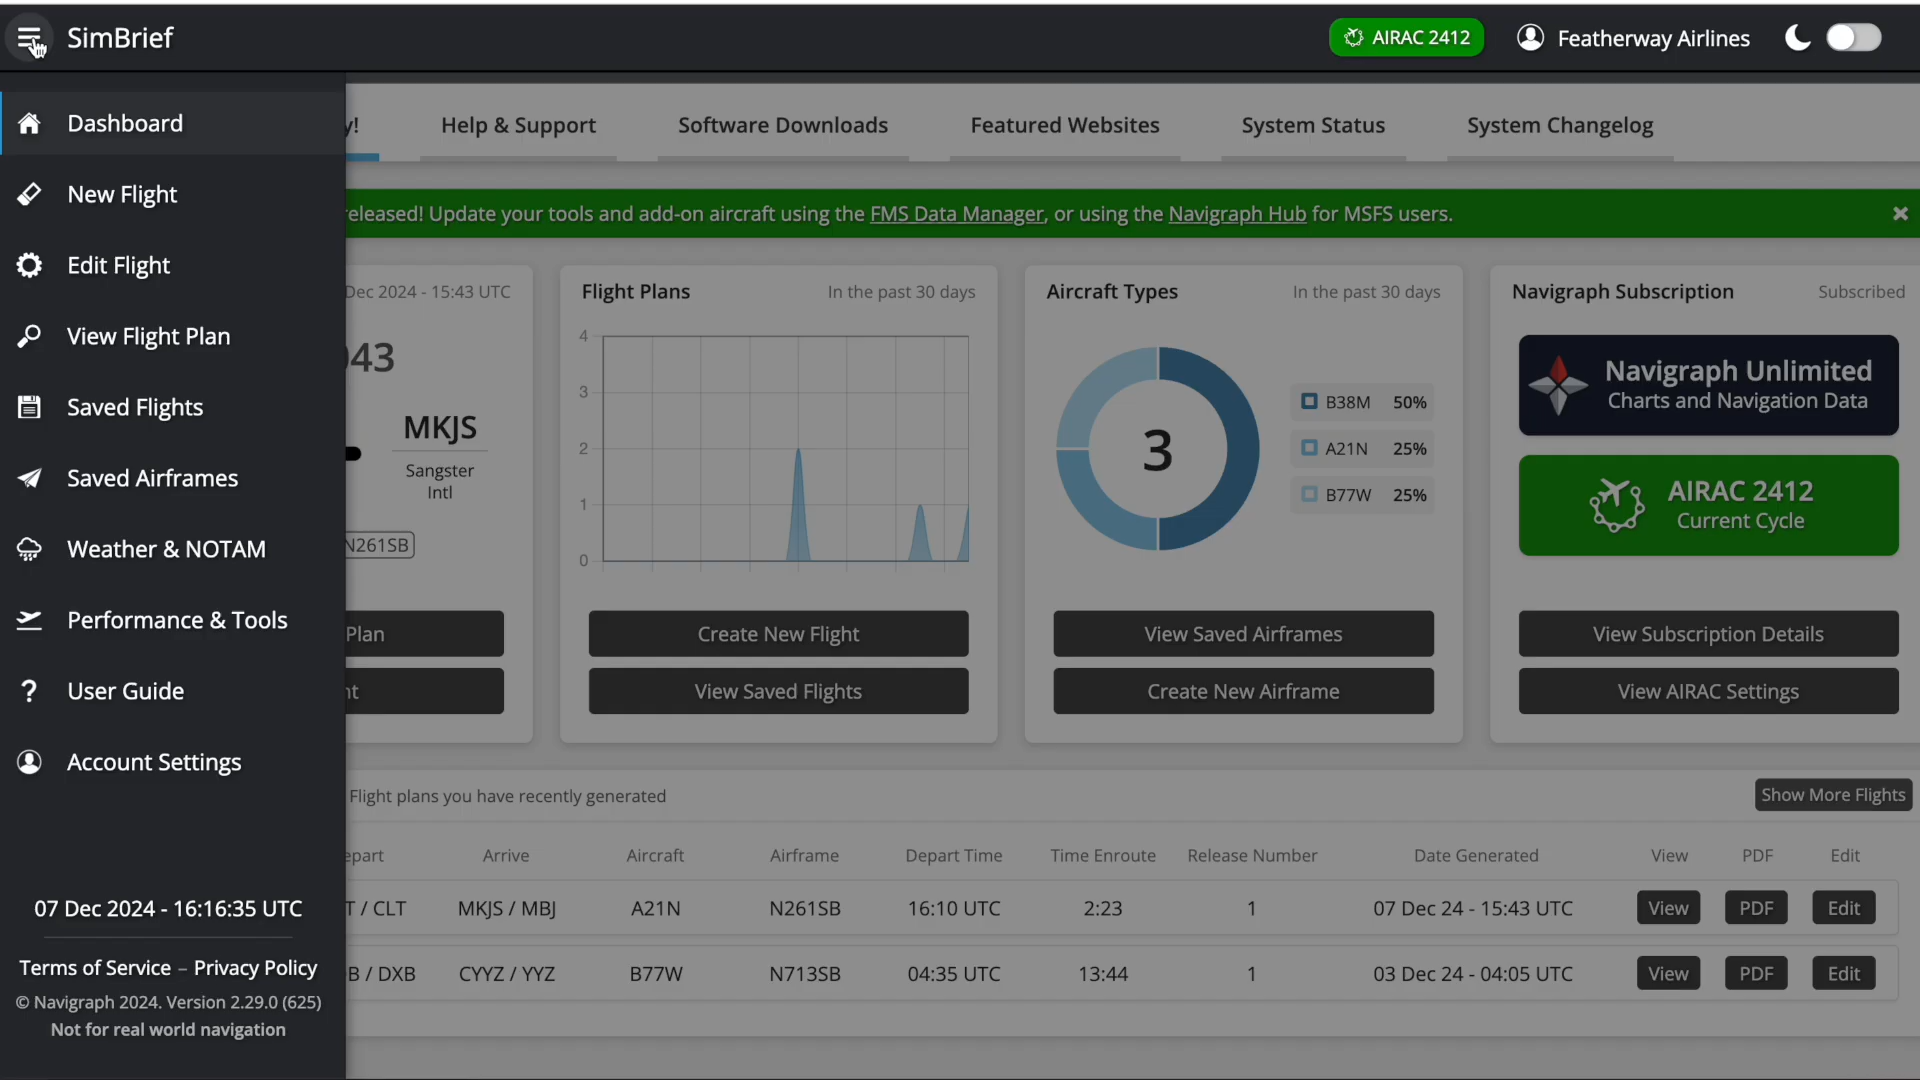 SimBrief
AIRAC 2412
Featherway Airlines
Dashboard
New Flight
Edit Flight
View Flight Plan
Saved Flights
Saved Airframes
Weather & NOTAM
Performance & Tools
User Guide
Account Settings
07 Dec 2024 - 16:16:35 UTC
Terms of Service – Privacy Policy
© Navigraph 2024. Version 2.29.0 (625)
Not for real world navigation
y!
Help & Support
Software Downloads
Featured Websites
System Status
System Changelog
eleased! Update your tools and add-on aircraft using the FMS Data Manager, or using the Navigraph Hub for MSFS users.
Dec 2024 - 15:43 UTC
043
MKJS
Sangster
Intl
N261SB
Plan
nt
Flight Plans
In the past 30 days
4
3
2
1
0
Create New Flight
View Saved Flights
Aircraft Types
In the past 30 days
3
B38M 50%
A21N 25%
B77W 25%
View Saved Airframes
Create New Airframe
Navigraph Subscription
Subscribed
Navigraph Unlimited
Charts and Navigation Data
AIRAC 2412
Current Cycle
View Subscription Details
View AIRAC Settings
Flight plans you have recently generated
Show More Flights
epart Arrive Aircraft Airframe Depart Time Time Enroute Release Number Date Generated View PDF Edit
T / CLT MKJS / MBJ A21N N261SB 16:10 UTC 2:23 1 07 Dec 24 - 15:43 UTC View PDF Edit
B / DXB CYYZ / YYZ B77W N713SB 04:35 UTC 13:44 1 03 Dec 24 - 04:05 UTC View PDF Edit